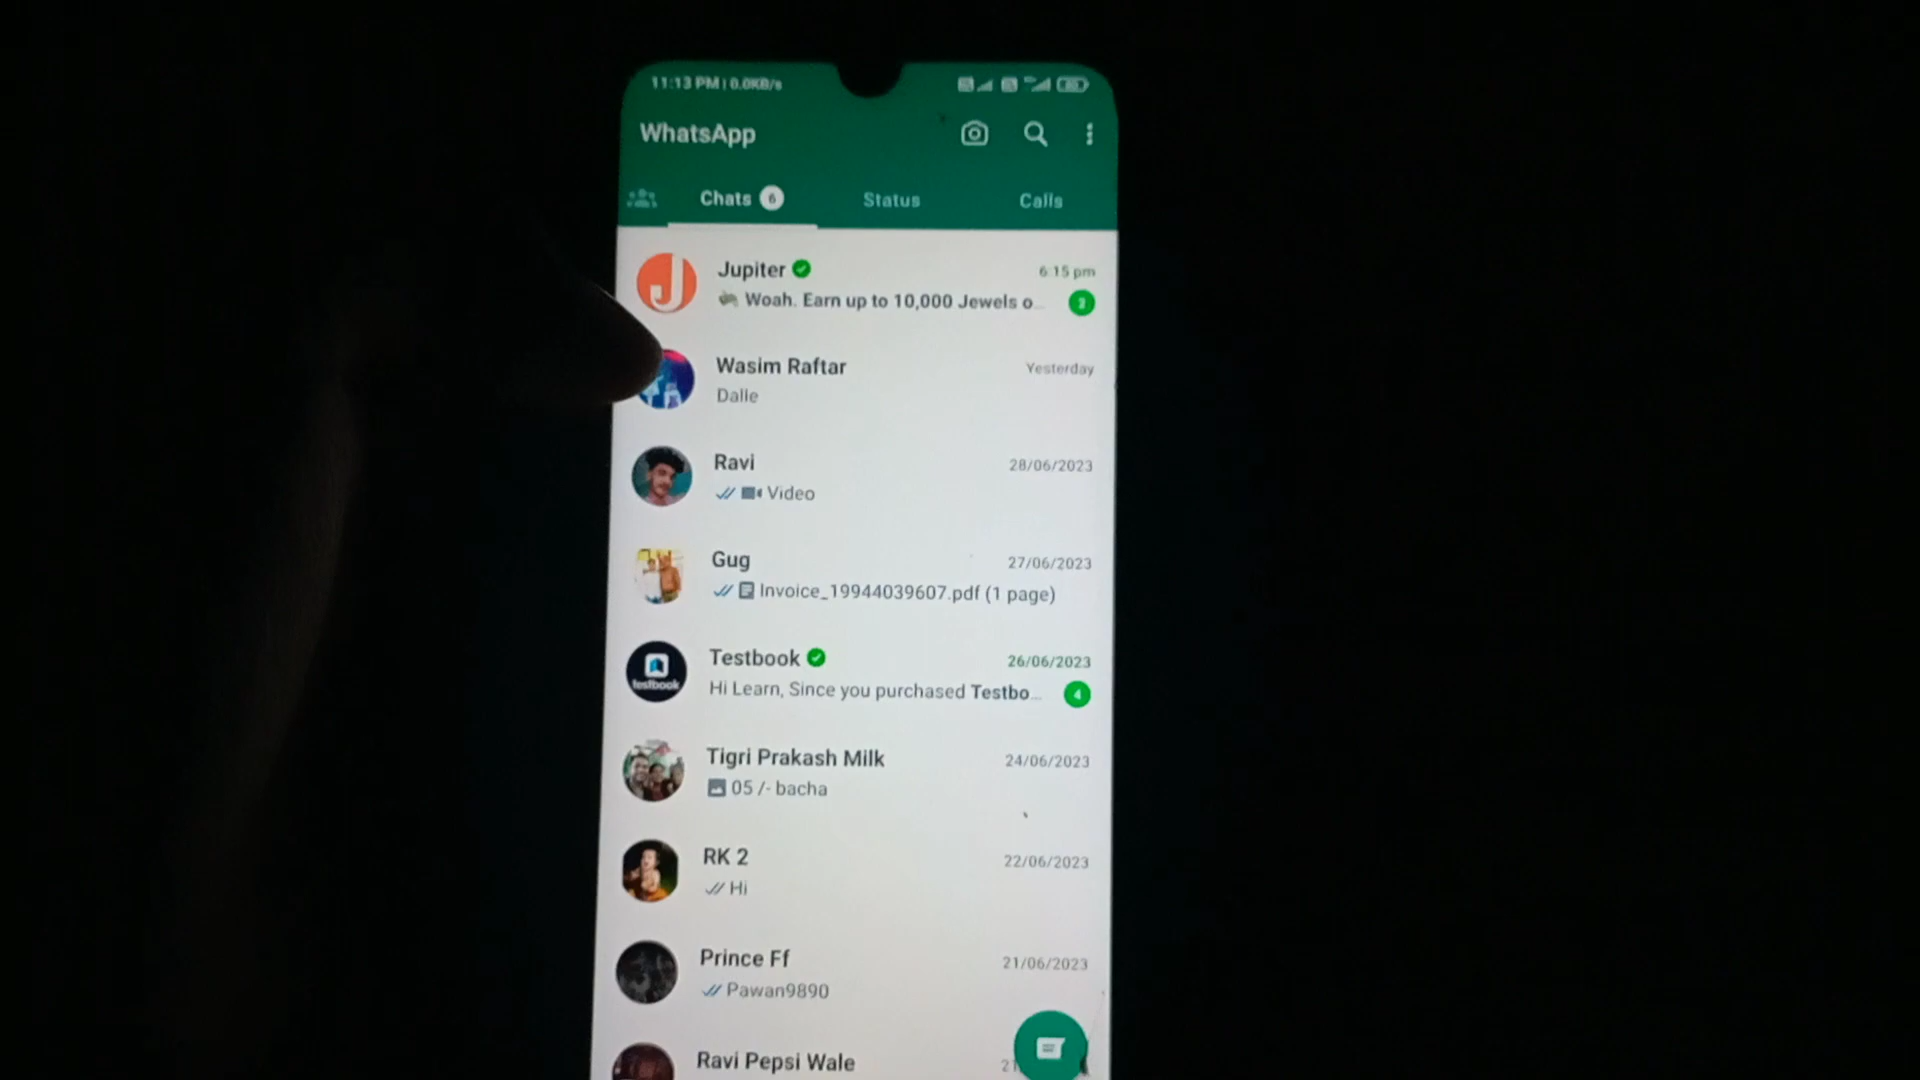 11:13 PM | 0.0KB/s
WhatsApp
Chats 6
Status
Calls
Jupiter
6:15 pm
Woah. Earn up to 10,000 Jewels o...
Wasim Raftar
Yesterday
Dalle
Ravi
28/06/2023
Video
Gug
27/06/2023
Invoice_19944039607.pdf (1 page)
Testbook
26/06/2023
testbook
Hi Learn, Since you purchased Testbo...
4
Tigri Prakash Milk
24/06/2023
05 /- bacha
RK 2
22/06/2023
Hi
Prince Ff
21/06/2023
Pawan9890
Ravi Pepsi Wale